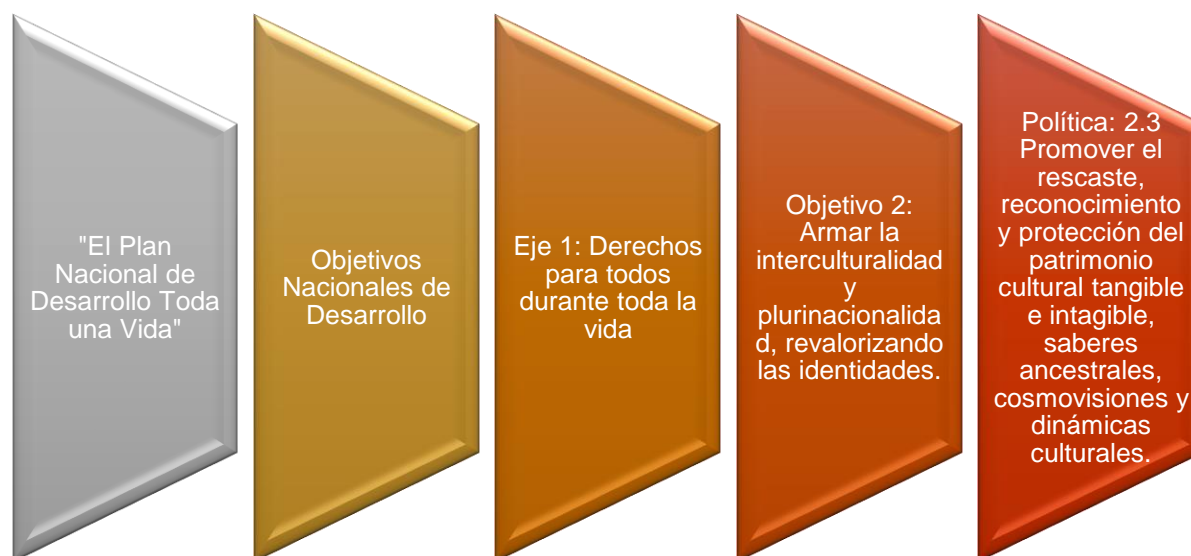 "El Plan
Nacional de
Desarrollo Toda
una Vida"
Objetivos
Nacionales de
Desarrollo
Eje 1: Derechos
para todos
durante toda la
vida
Objetivo 2:
Armar la
interculturalidad
y
plurinacionalida
d, revalorizando
las identidades.
Política: 2.3
Promover el
rescaste,
reconocimiento
y protección del
patrimonio
cultural tangible
e intagible,
saberes
ancestrales,
cosmovisiones y
dinámicas
culturales.